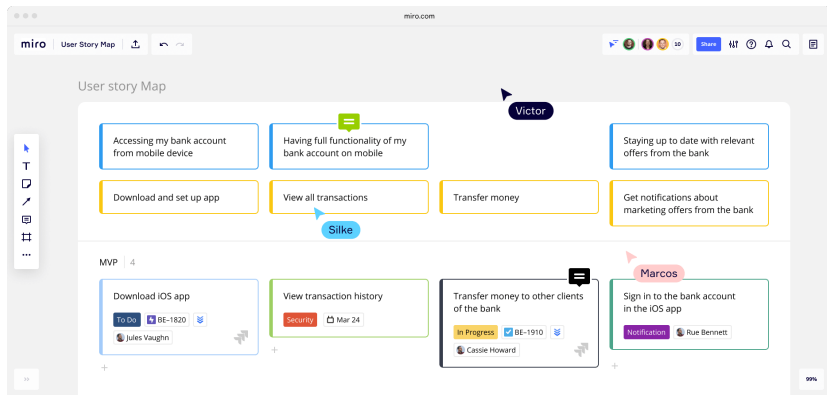 miro.com
miro
User Story Map
10
Share
User story Map
Victor
Accessing my bank account
from mobile device
Having full functionality of my
bank account on mobile
Staying up to date with relevant
offers from the bank
Download and set up app
View all transactions
Transfer money
Get notifications about
marketing offers from the bank
Silke
MVP 4
Marcos
Download iOS app
To Do BE-1820
Jules Vaughn
View transaction history
Security Mar 24
Transfer money to other clients
of the bank
In Progress BE-1910
Cassie Howard
Sign in to the bank account
in the iOS app
Notification Rue Bennett
99%